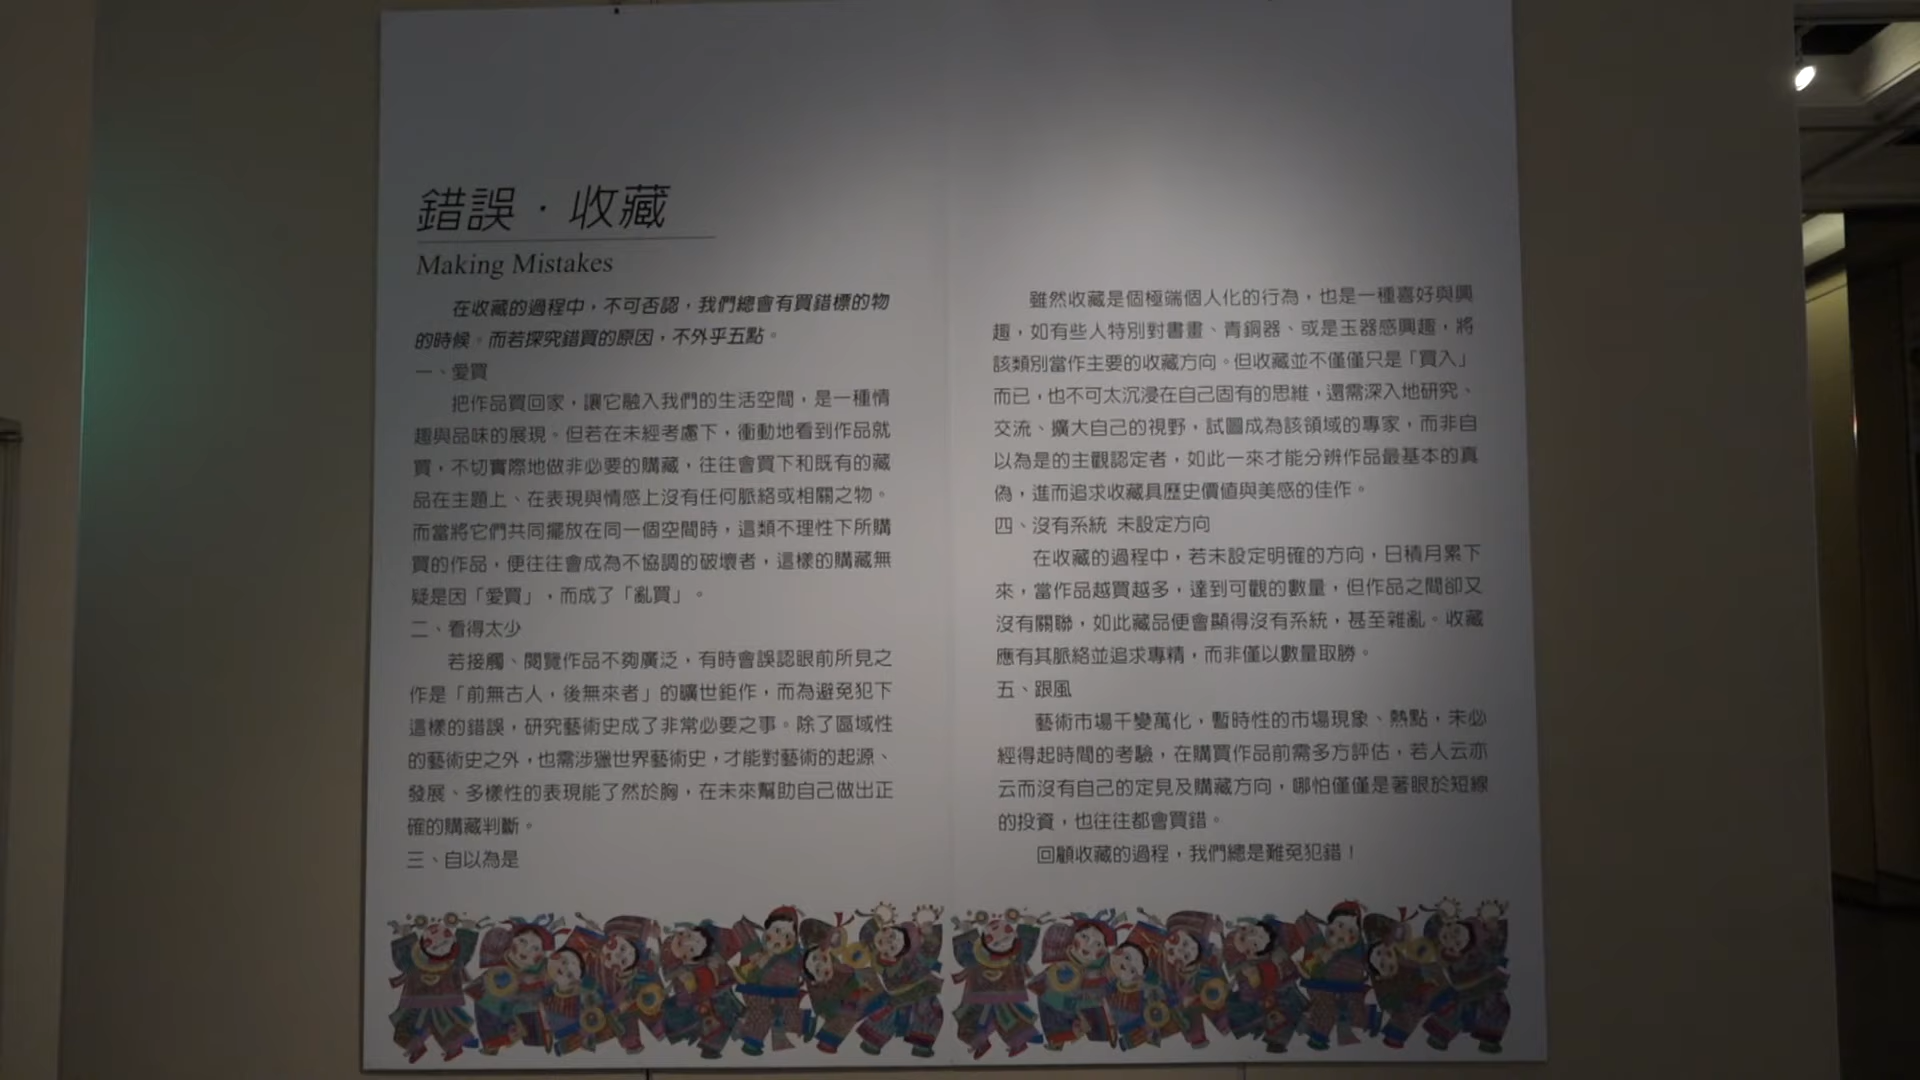 錯誤．收藏
Making Mistakes
在收藏的過程中，不可否認，我們總會有買錯標的物
的時候。而若探究錯買的原因，不外乎五點。
一、愛買
把作品買回家，讓它融入我們的生活空間，是一種情
趣與品味的展現。但若在未經考慮下，衝動地看到作品就
買，不切實際地做非必要的購藏，往往會買下和既有的藏
品在主題上、在表現與情感上沒有任何脈絡或相關之物。
而當將它們共同擺放在同一個空間時，這類不理性下所購
買的作品，便往往會成為不協調的破壞者，這樣的購藏無
疑是因「愛買」，而成了「亂買」。
二、看得太少
若接觸、閱覽作品不夠廣泛，有時會誤認眼前所見之
作是「前無古人，後無來者」的曠世鉅作，而為避免犯下
這樣的錯誤，研究藝術史成了非常必要之事。除了區域性
的藝術史之外，也需涉獵世界藝術史，才能對藝術的起源、
發展、多樣性的表現能了然於胸，在未來幫助自己做出正
確的購藏判斷。
三、自以為是
雖然收藏是個極端個人化的行為，也是一種喜好與興
趣，如有些人特別對書畫、青銅器、或是玉器感興趣，將
該類別當作主要的收藏方向。但收藏並不僅僅只是「買入」
而已，也不可太沉浸在自己固有的思維，還需深入地研究、
交流、擴大自己的視野，試圖成為該領域的專家，而非自
以為是的主觀認定者，如此一來才能分辨作品最基本的真
偽，進而追求收藏具歷史價值與美感的佳作。
四、沒有系統 未設定方向
在收藏的過程中，若未設定明確的方向，日積月累下
來，當作品越買越多，達到可觀的數量，但作品之間卻又
沒有關聯，如此藏品便會顯得沒有系統，甚至雜亂。收藏
應有其脈絡並追求專精，而非僅以數量取勝。
五、跟風
藝術市場千變萬化，暫時性的市場現象、熱點，未必
經得起時間的考驗，在購買作品前需多方評估，若人云亦
云而沒有自己的定見及購藏方向，哪怕僅僅是著眼於短線
的投資，也往往都會買錯。
回顧收藏的過程，我們總是難免犯錯！